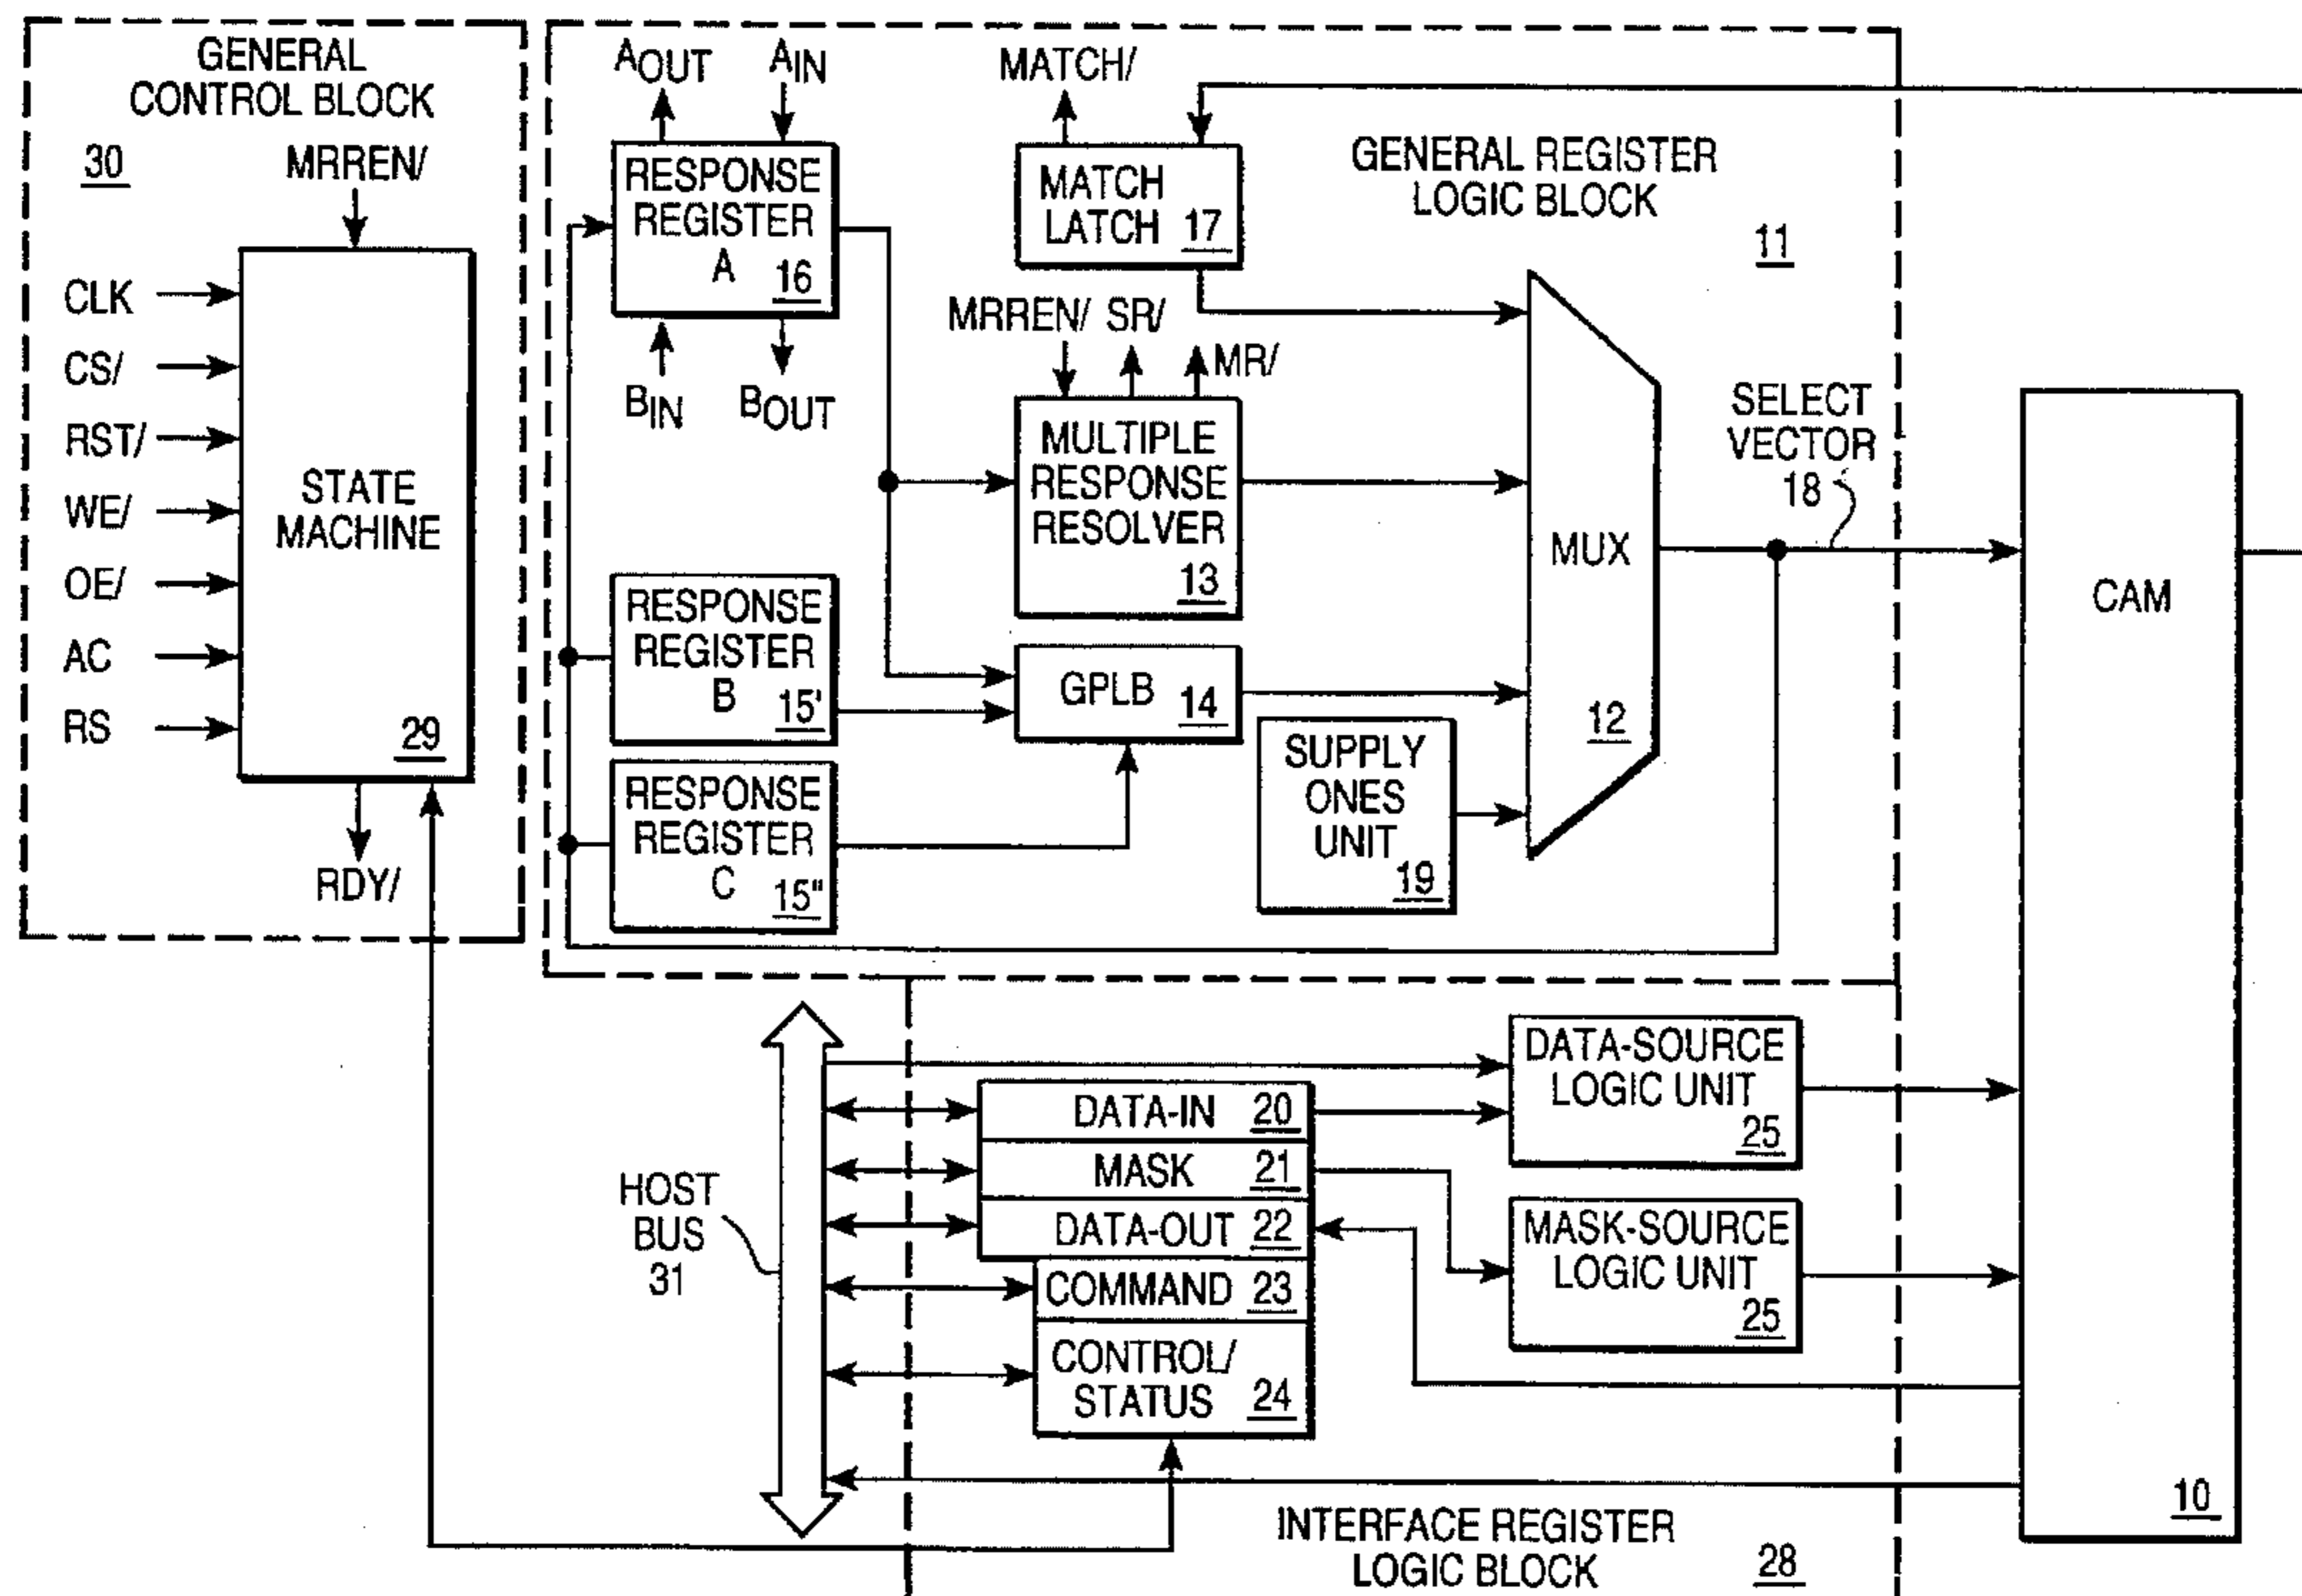 GENERAL
CONTROL BLOCK
30
MRREN/
CLK
CS/
RST/
WE/
OE/
AC
RS
STATE
MACHINE
29
RDY/
AOUT
AIN
RESPONSE
REGISTER
A 16
BIN
BOUT
RESPONSE
REGISTER
B 15'
RESPONSE
REGISTER
C 15"
MATCH/
MATCH
LATCH 17
MRREN/ SR/
MR/
MULTIPLE
RESPONSE
RESOLVER
13
GPLB 14
SUPPLY
ONES
UNIT
19
GENERAL REGISTER
LOGIC BLOCK
11
MUX
12
SELECT
VECTOR
18
CAM
10
HOST
BUS
31
DATA-IN 20
MASK 21
DATA-OUT 22
COMMAND 23
CONTROL/
STATUS 24
DATA-SOURCE
LOGIC UNIT
25
MASK-SOURCE
LOGIC UNIT
25
INTERFACE REGISTER
LOGIC BLOCK
28